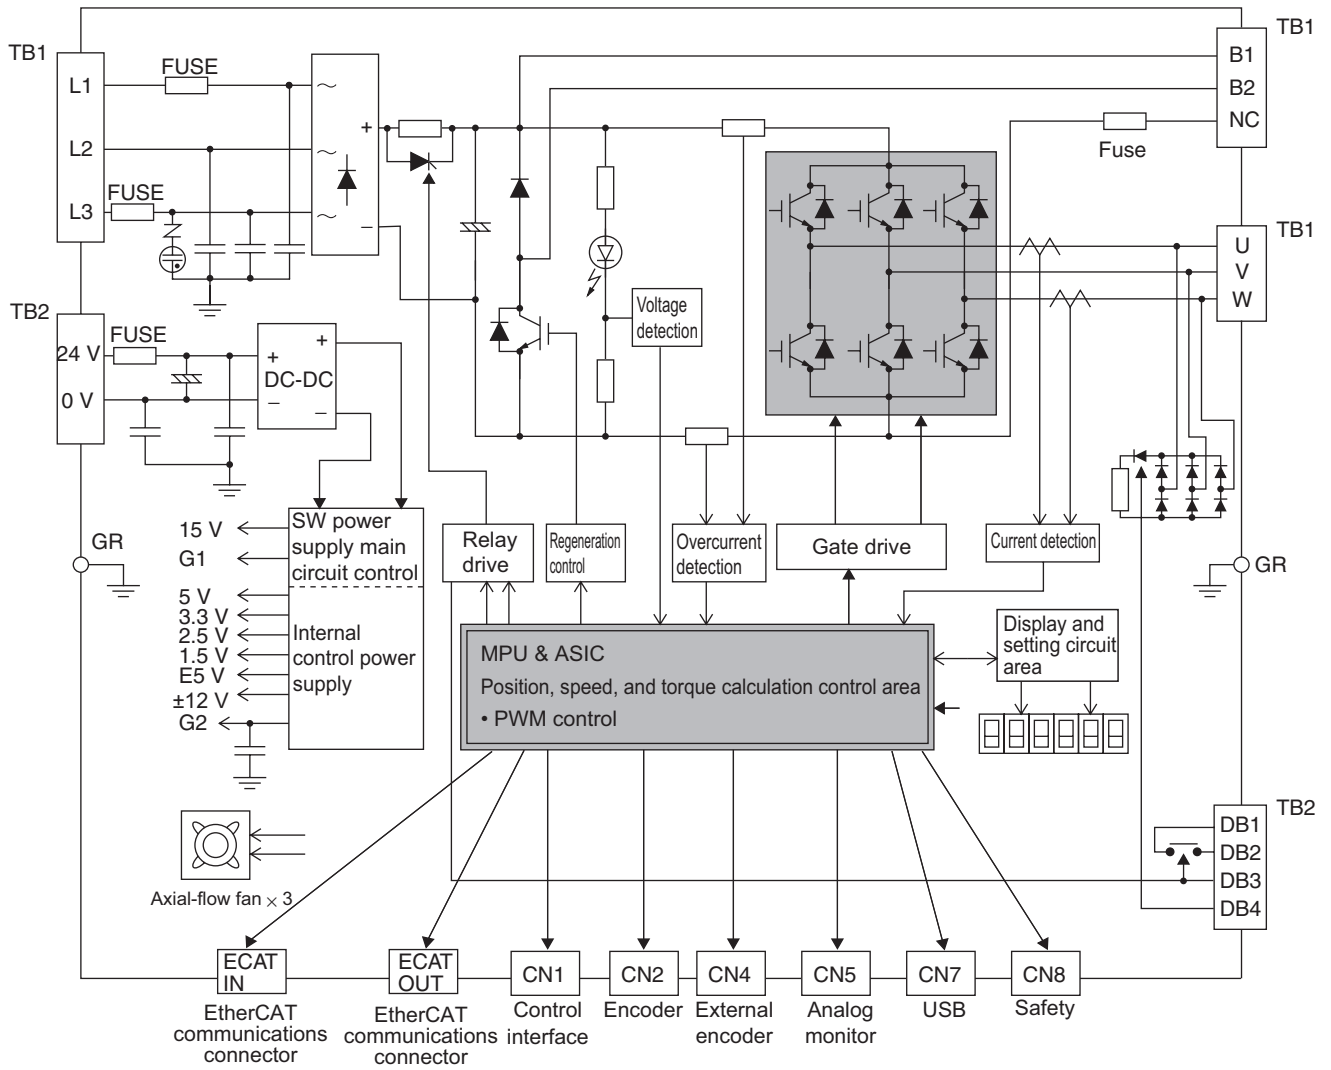 TB1
L1
FUSE
L2
L3
FUSE
TB1
B1
B2
NC
Fuse
+
−
TB1
U
V
W
TB2
24 V
0 V
FUSE
+
−
DC-DC
+
−
Voltage
detection
GR
15 V
G1
5 V
3.3 V
2.5 V
1.5 V
E5 V
±12 V
G2
SW power
supply main
circuit control
Internal
control power
supply
Relay
drive
Regeneration
control
Overcurrent
detection
Gate drive
Current detection
GR
MPU & ASIC
Position, speed, and torque calculation control area
• PWM control
Display and
setting circuit
area
Axial-flow fan × 3
TB2
DB1
DB2
DB3
DB4
ECAT
IN
EtherCAT
communications
connector
ECAT
OUT
EtherCAT
communications
connector
CN1
Control
interface
CN2
Encoder
CN4
External
encoder
CN5
Analog
monitor
CN7
USB
CN8
Safety